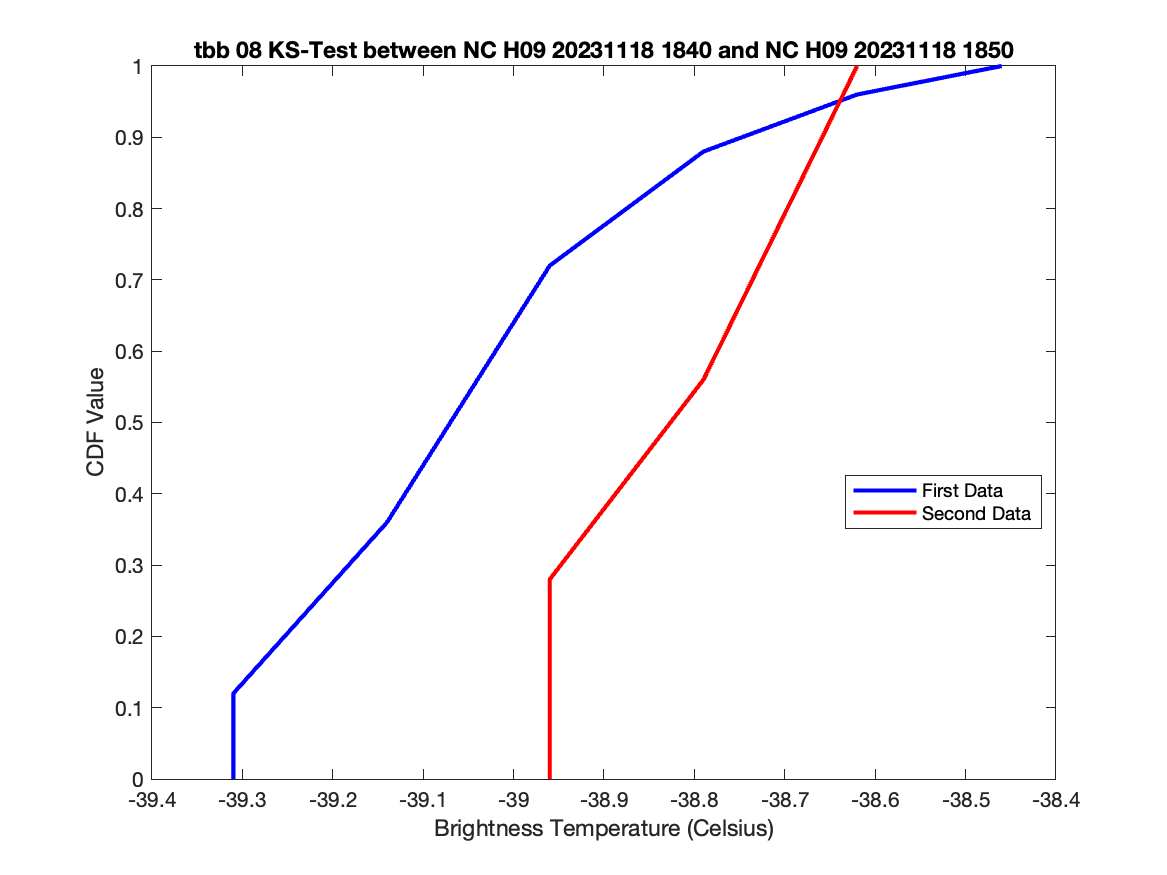 tbb 08 KS-Test between NC H09 20231118 1840 and NC H09 20231118 1850
1
0.9
0.8
0.7
0.6
0.5
0.4
0.3
0.2
0.1
0
CDF Value
First Data
Second Data
-39.4 -39.3 -39.2 -39.1 -39 -38.9 -38.8 -38.7 -38.6 -38.5 -38.4
Brightness Temperature (Celsius)